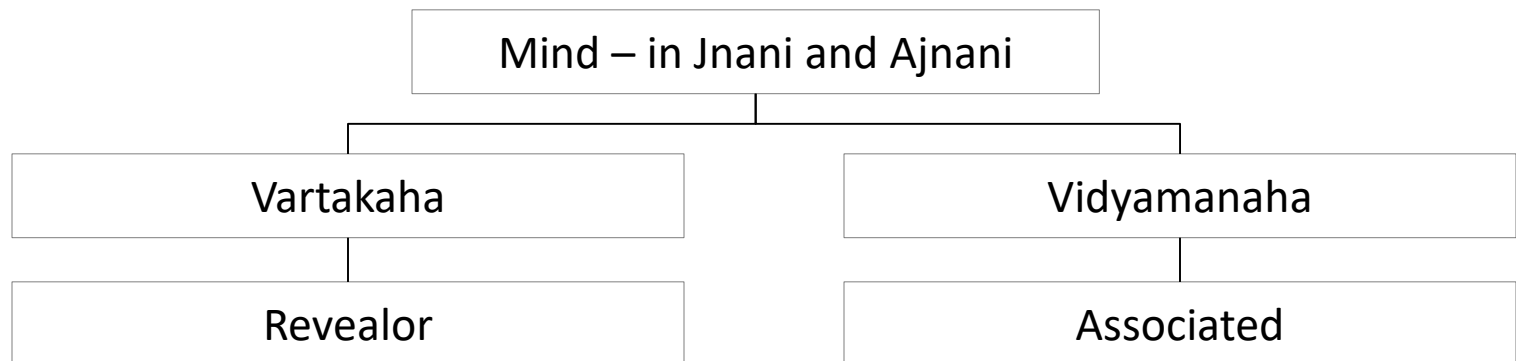 Mind – in Jnani and Ajnani
Vartakaha
Vidyamanaha
Revealor
Associated